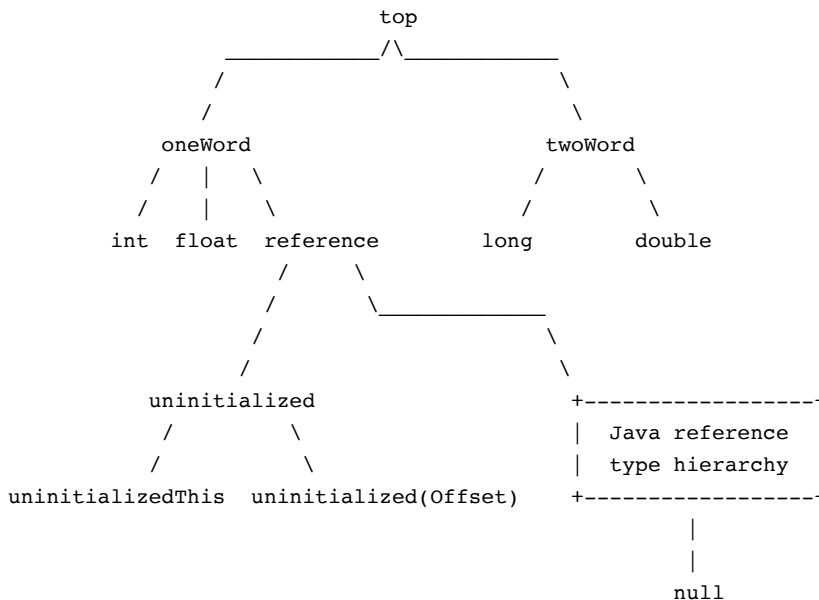 top
oneWord twoWord
int float reference long double
uninitialized
Java reference
type hierarchy
uninitializedThis uninitialized(Offset)
null